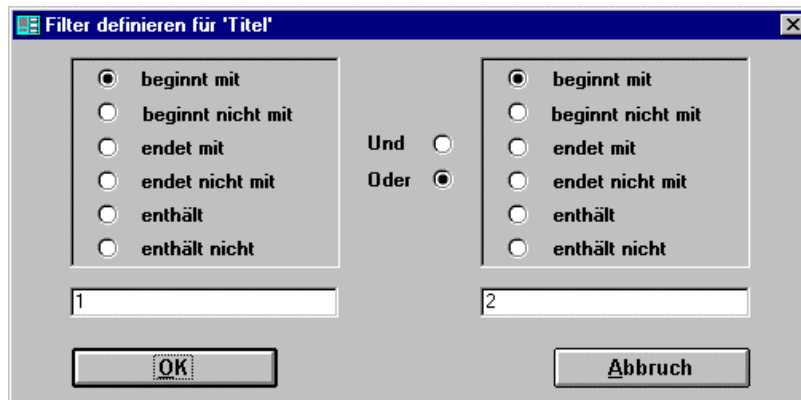 Filter definieren für 'Titel'
beginnt mit
beginnt nicht mit
endet mit
endet nicht mit
enthält
enthält nicht
1
Und
Oder
beginnt mit
beginnt nicht mit
endet mit
endet nicht mit
enthält
enthält nicht
2
OK
Abbruch